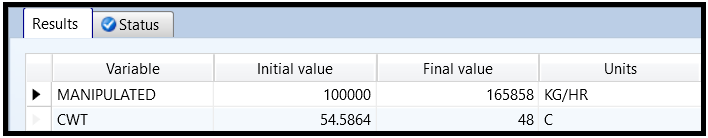 Results Status
Variable Initial value Final value Units
MANIPULATED 100000 165858 KG/HR
CWT 54.5864 48 C